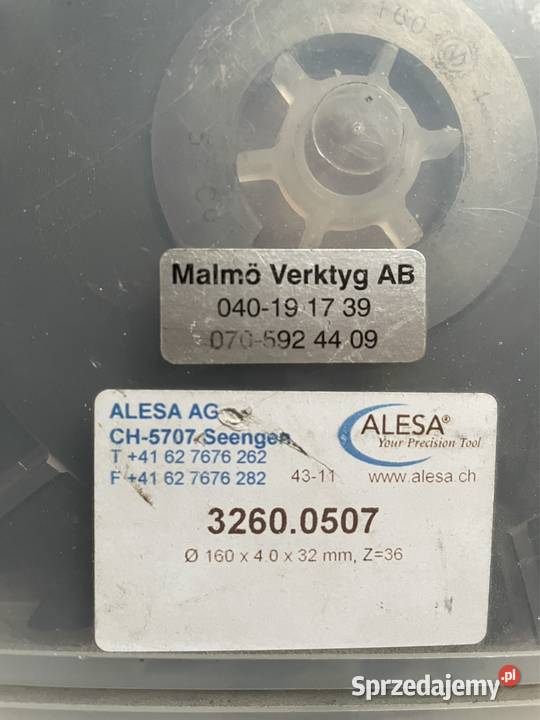 Malmö Verktyg AB
040-19 17 39
070-592 44 09
ALESA AG
CH-5707 Seengen
T +41 62 7676 262
F +41 62 7676 282
43-11
ALESA®
Your Precision Tool
www.alesa.ch
3260.0507
Ø 160 x 4.0 x 32 mm, Z=36
Sprzedajemy.pl